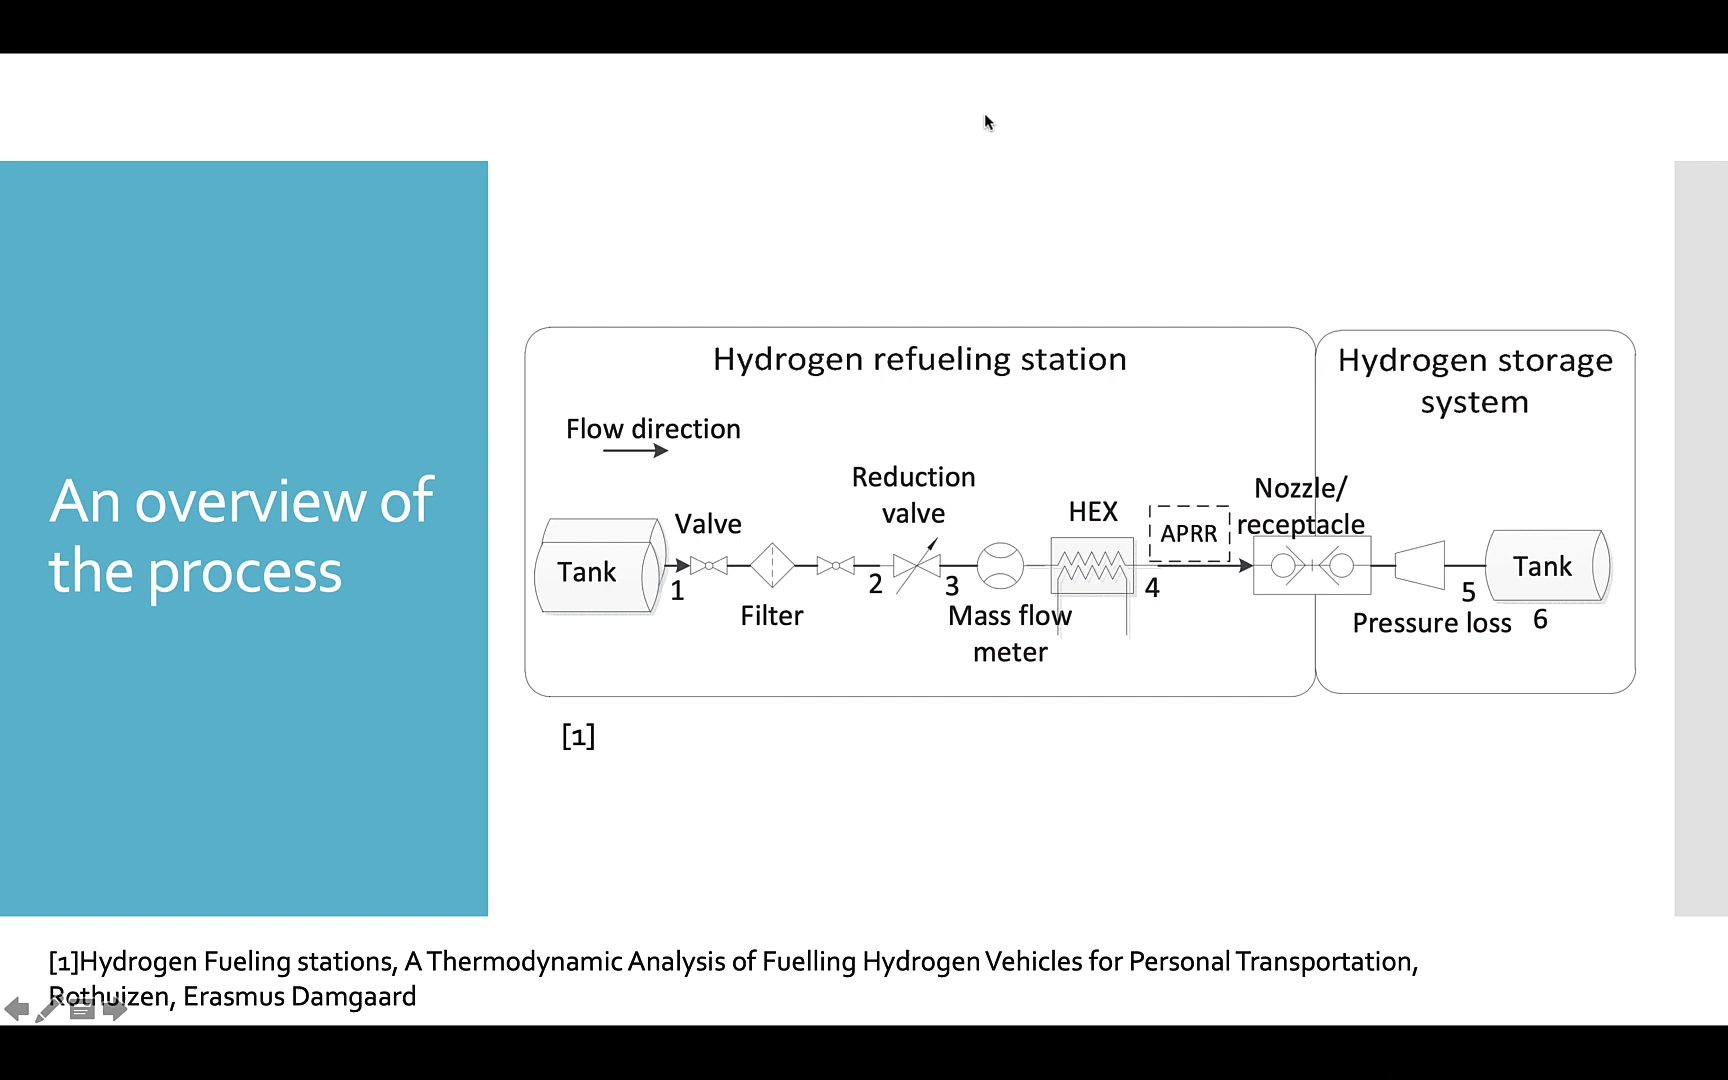 An overview of
the process
Hydrogen refueling station
Hydrogen storage
system
Flow direction
Reduction
valve
Nozzle/
receptacle
HEX
APRR
Valve
Tank
Tank
1
2
3
4
5
6
Filter
Mass flow
meter
Pressure loss
[1]
[1]Hydrogen Fueling stations, A Thermodynamic Analysis of Fuelling Hydrogen Vehicles for Personal Transportation,
Rothuizen, Erasmus Damgaard